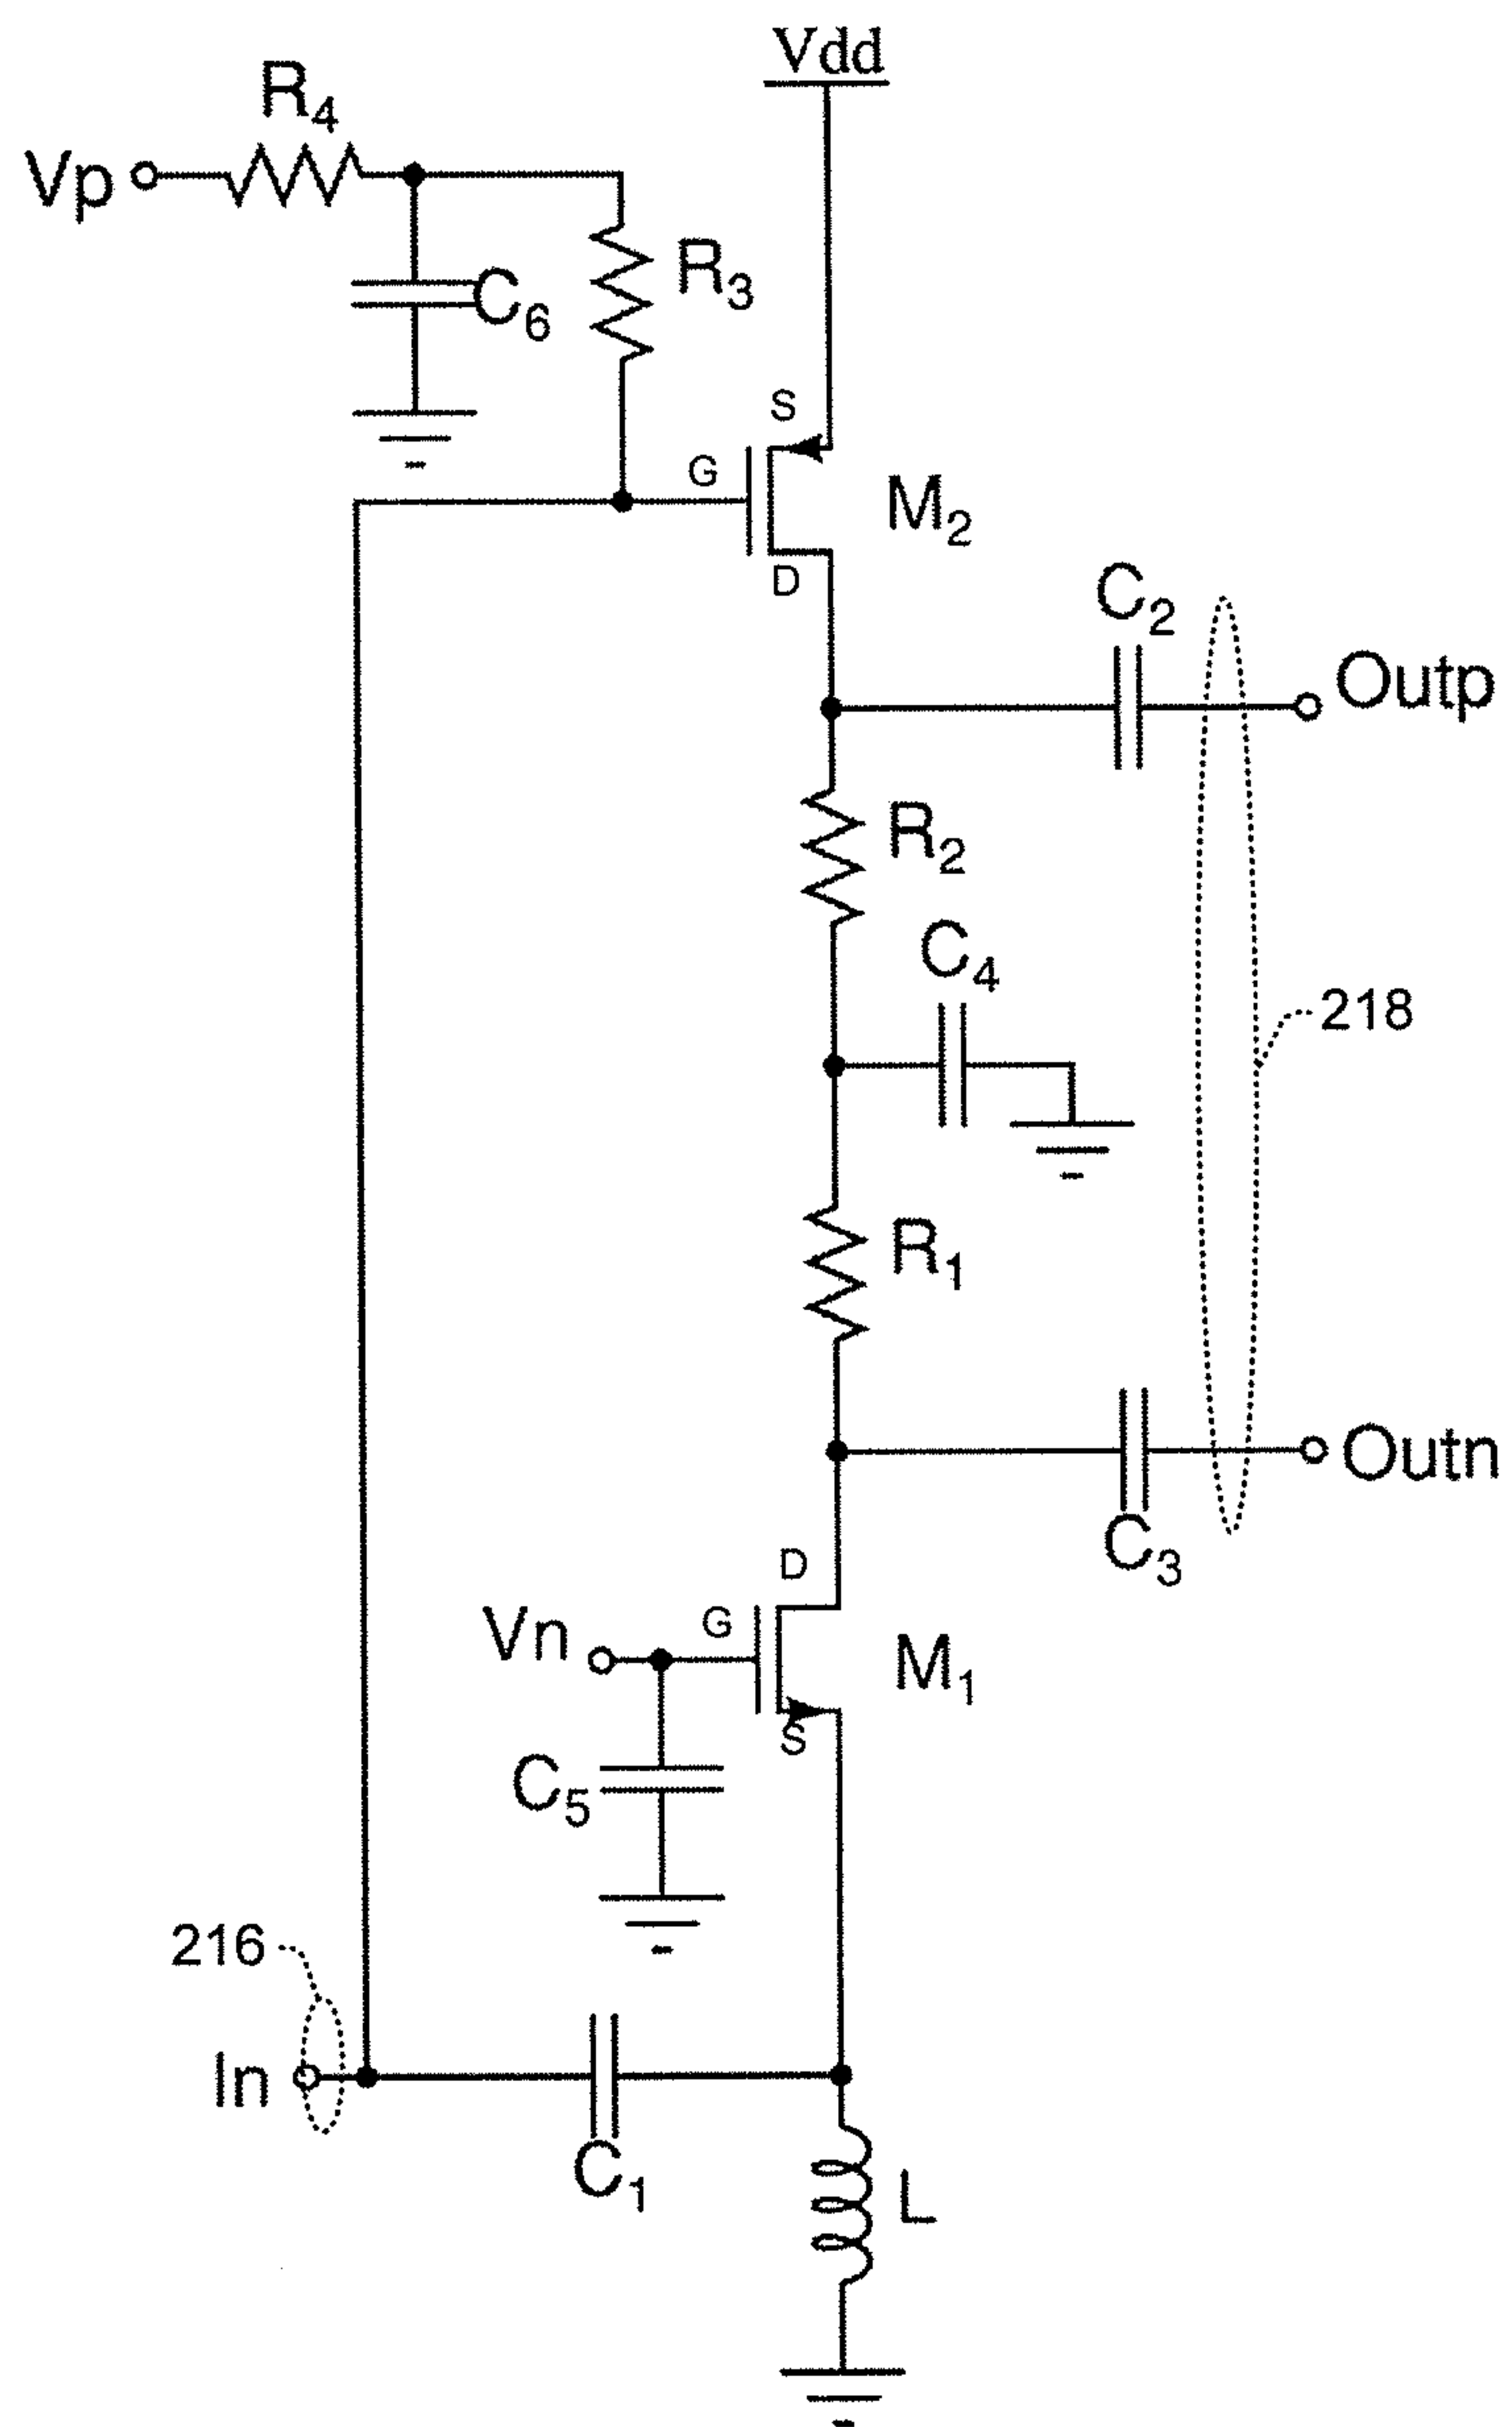 Vdd
R4
Vp
R3
C6
S
G
M2
D
C2
Outp
R2
C4
218
R1
Outn
C3
D
Vn
G
M1
S
C5
216
In
C1
L